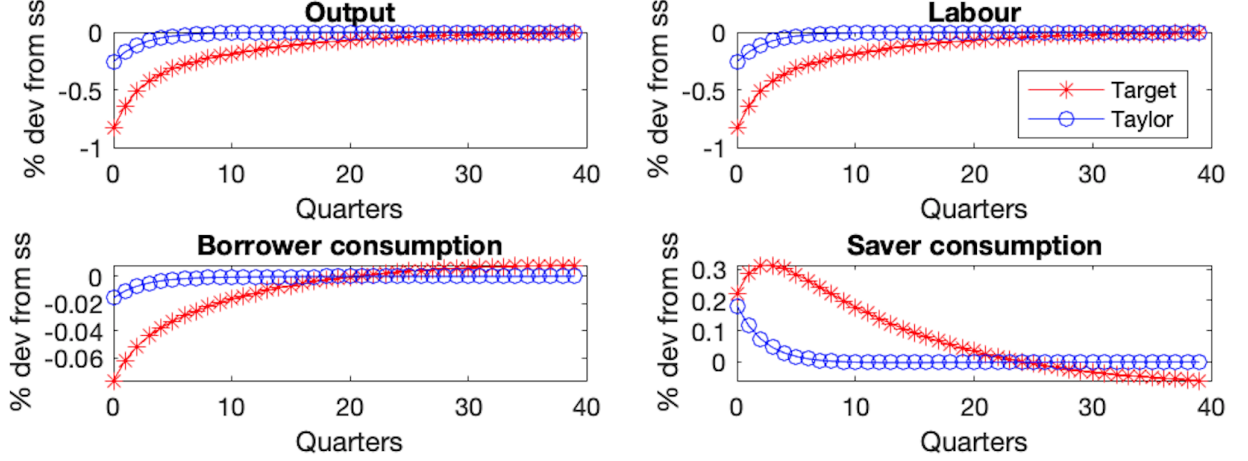 Output
% dev from ss
0
-0.5
-1
0 10 20 30 40
Quarters
Labour
% dev from ss
0
-0.5
-1
Target
Taylor
0 10 20 30 40
Quarters
Borrower consumption
% dev from ss
0
-0.02
-0.04
-0.06
0 10 20 30 40
Quarters
Saver consumption
% dev from ss
0.3
0.2
0.1
0
0 10 20 30 40
Quarters